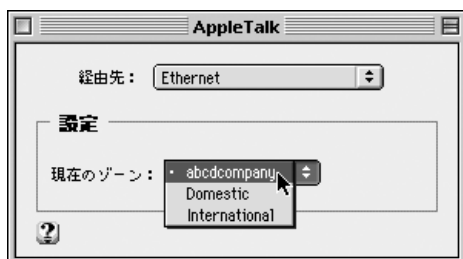 AppleTalk
経由先： Ethernet
設定
現在のゾーン： • abcdcompany
Domestic
International